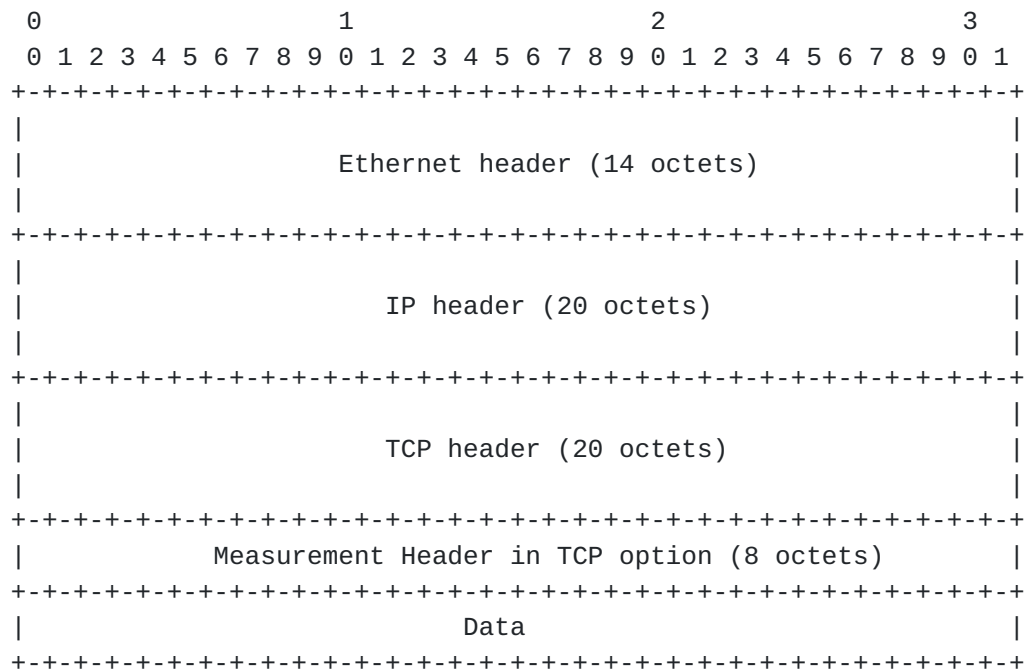 0                   1                   2                   3
 0 1 2 3 4 5 6 7 8 9 0 1 2 3 4 5 6 7 8 9 0 1 2 3 4 5 6 7 8 9 0 1
+-+-+-+-+-+-+-+-+-+-+-+-+-+-+-+-+-+-+-+-+-+-+-+-+-+-+-+-+-+-+-+-+
|                                                               |
|                    Ethernet header (14 octets)                |
|                                                               |
+-+-+-+-+-+-+-+-+-+-+-+-+-+-+-+-+-+-+-+-+-+-+-+-+-+-+-+-+-+-+-+-+
|                                                               |
|                       IP header (20 octets)                   |
|                                                               |
+-+-+-+-+-+-+-+-+-+-+-+-+-+-+-+-+-+-+-+-+-+-+-+-+-+-+-+-+-+-+-+-+
|                                                               |
|                       TCP header (20 octets)                  |
|                                                               |
+-+-+-+-+-+-+-+-+-+-+-+-+-+-+-+-+-+-+-+-+-+-+-+-+-+-+-+-+-+-+-+-+
|            Measurement Header in TCP option (8 octets)        |
+-+-+-+-+-+-+-+-+-+-+-+-+-+-+-+-+-+-+-+-+-+-+-+-+-+-+-+-+-+-+-+-+
|                            Data                               |
+-+-+-+-+-+-+-+-+-+-+-+-+-+-+-+-+-+-+-+-+-+-+-+-+-+-+-+-+-+-+-+-+